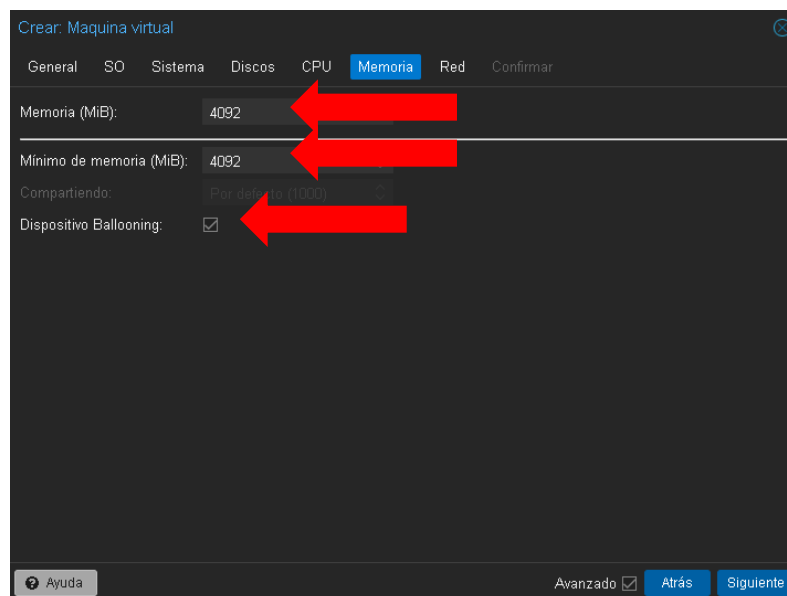 Crear: Maquina virtual
General SO Sistema Discos CPU Memoria Red Confirmar
Memoria (MiB): 4092
Mínimo de memoria (MiB): 4092
Compartiendo: Por defecto (1000)
Dispositivo Ballooning:
Ayuda Avanzado Atrás Siguiente